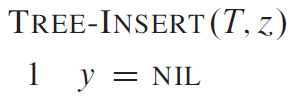 TREE-INSERT(T, z)
1 y = NIL